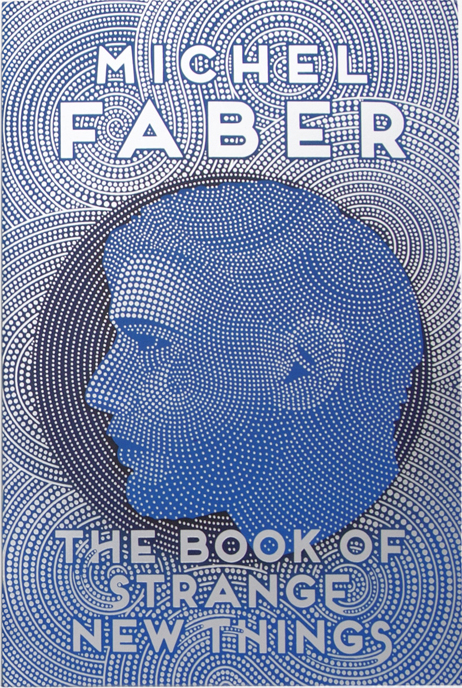 MICHEL
FABER
THE BOOK OF
STRANGE
NEW THINGS